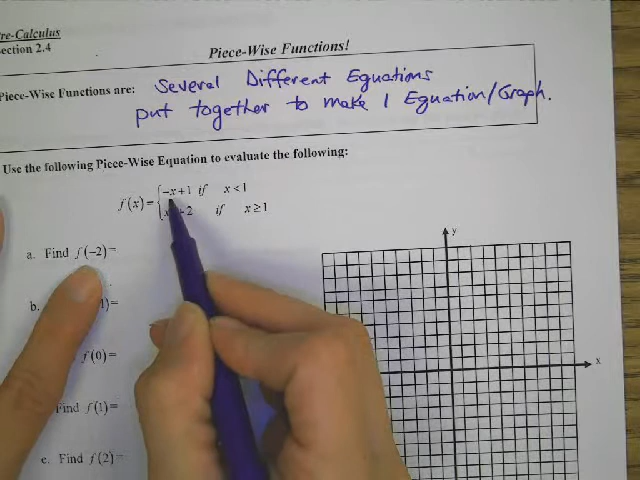 re-Calculus
ection 2.4
Piece-Wise Functions!
Piece-Wise Functions are: Several Different Equations
put together to make 1 Equation/Graph.
Use the following Piece-Wise Equation to evaluate the following:
f(x)= { -x+1 if x<1
2 if x≥1
y
a. Find f(-2)=
x
b. 1)=
f(0)=
Find f(1)=
e. Find f(2)=